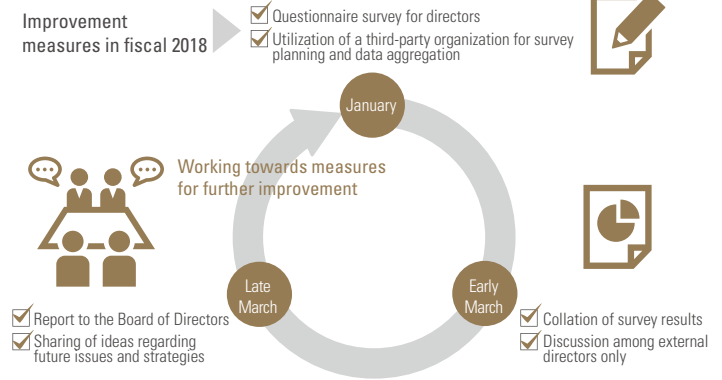 Improvement
measures in fiscal 2018
Questionnaire survey for directors
Utilization of a third-party organization for survey
planning and data aggregation
January
Working towards measures
for further improvement
Late
March
Early
March
Report to the Board of Directors
Sharing of ideas regarding
future issues and strategies
Collation of survey results
Discussion among external
directors only